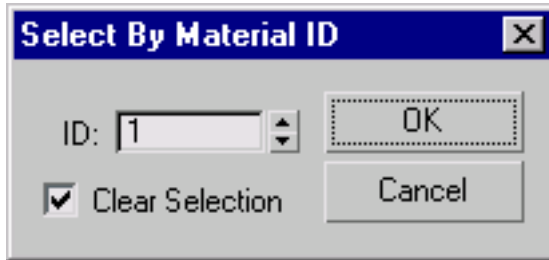 Select By Material ID
ID: 1
OK
Clear Selection
Cancel